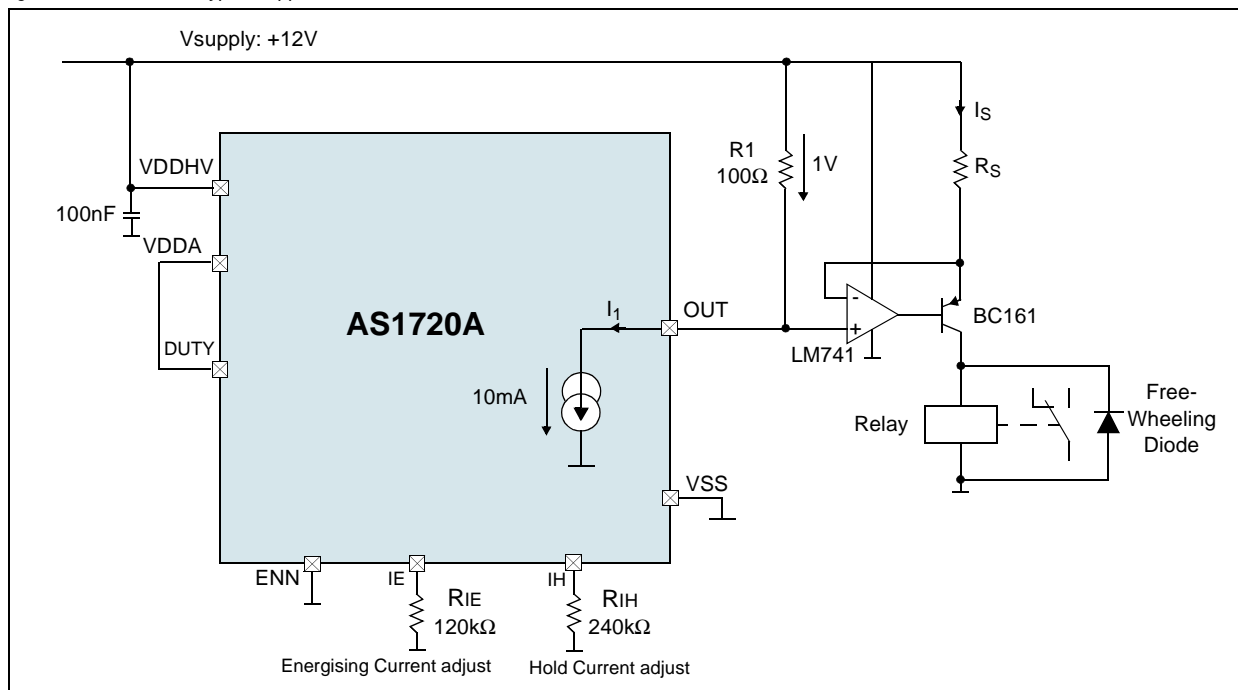 Vsupply: +12V
IS
VDDHV
R1
100Ω
1V
RS
100nF
VDDA
AS1720A
I1
OUT
-
+
BC161
LM741
DUTY
10mA
Relay
Free-
Wheeling
Diode
VSS
ENN
IE
IH
RIE
120kΩ
RIH
240kΩ
Energising Current adjust
Hold Current adjust